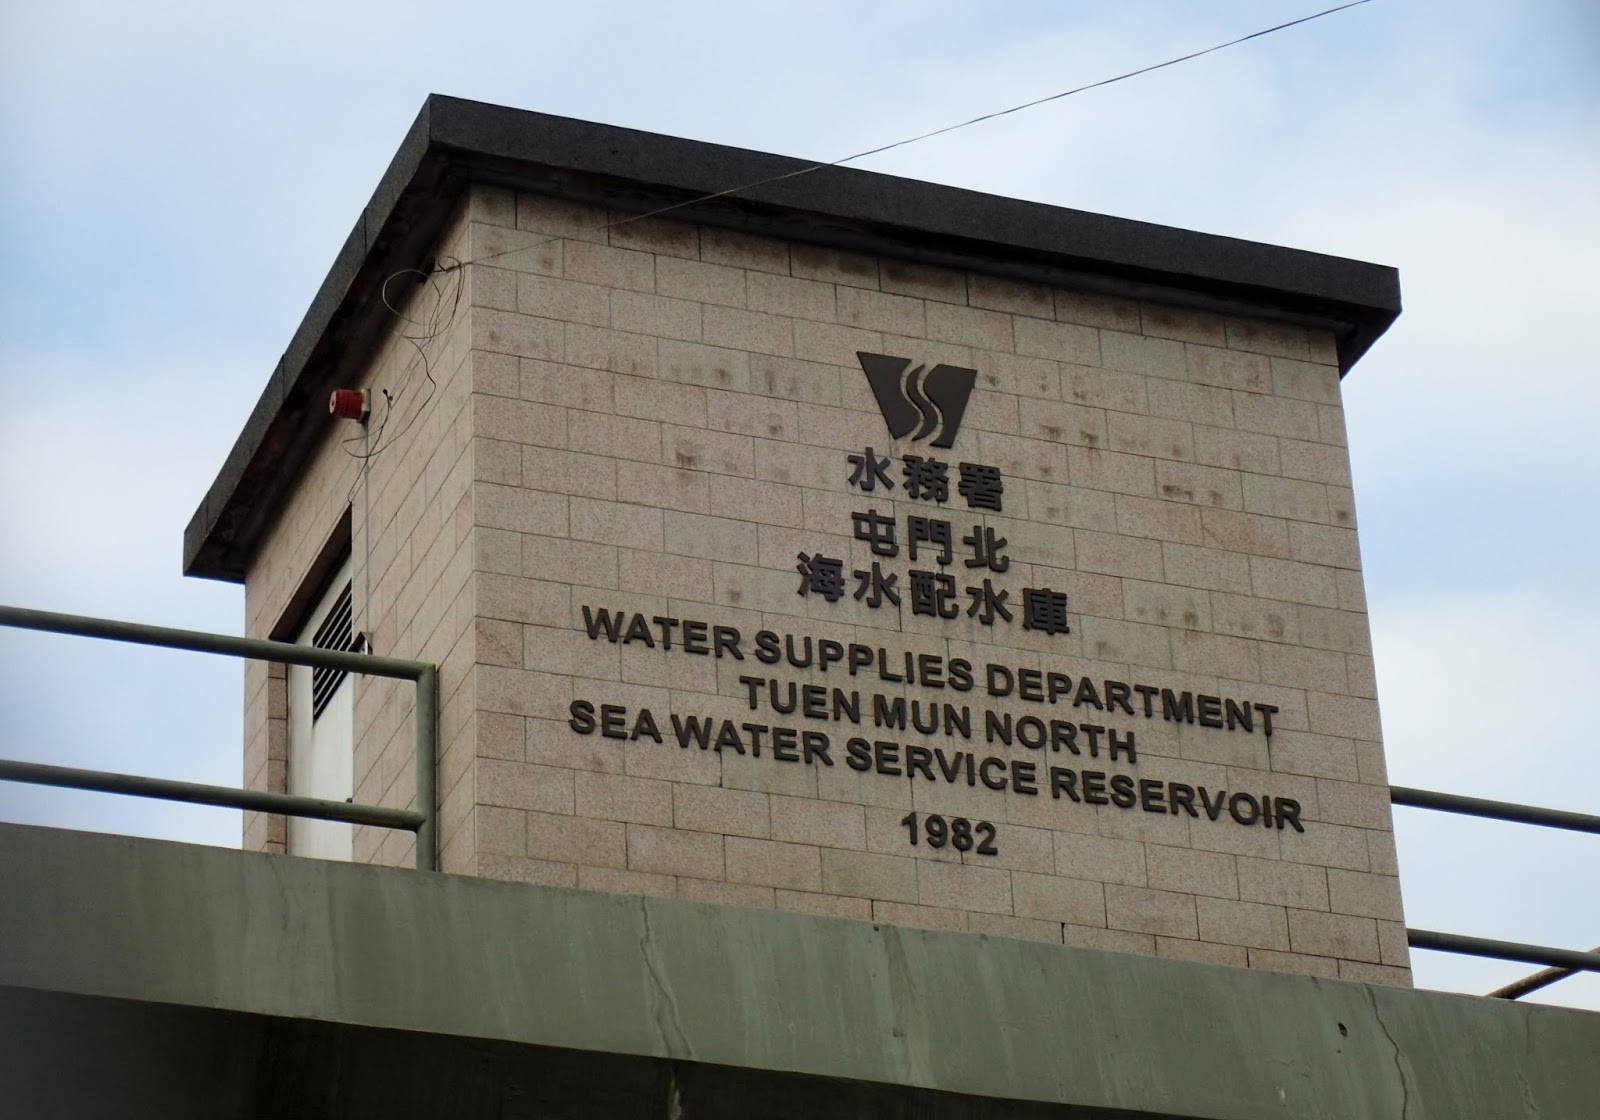 水務署
屯門北
海水配水庫
WATER SUPPLIES DEPARTMENT
TUEN MUN NORTH
SEA WATER SERVICE RESERVOIR
1982